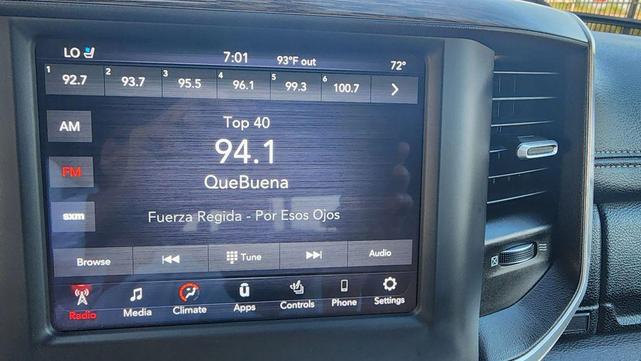 LO 7:01 93°F out 72°
1 92.7 2 93.7 3 95.5 4 96.1 5 99.3 6 100.7
AM
Top 40
94.1
FM
QueBuena
sxm
Fuerza Regida - Por Esos Ojos
Browse Tune Audio
Radio Media Climate Apps Controls Phone Settings